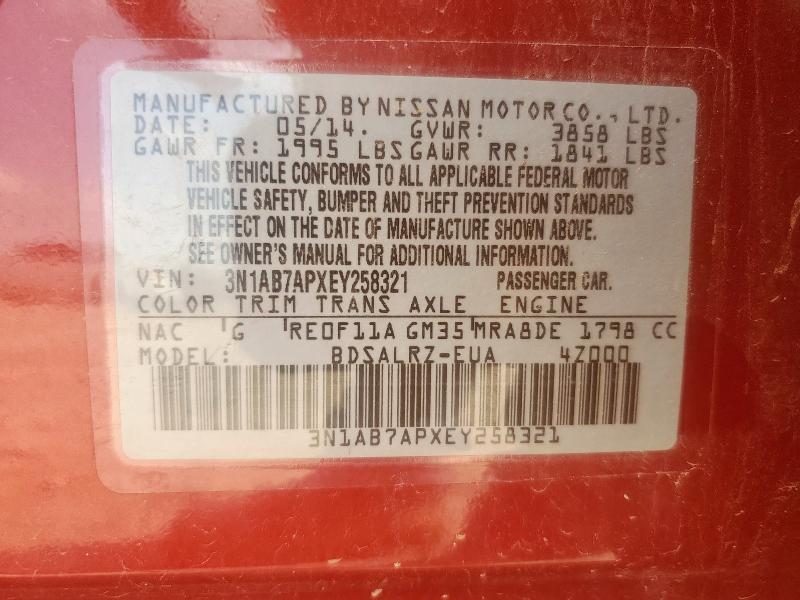 MANUFACTURED BY NISSAN MOTOR CO., LTD.
DATE: 05/14. GVWR: 3858 LBS
GAWR FR: 1995 LBS GAWR RR: 1841 LBS
THIS VEHICLE CONFORMS TO ALL APPLICABLE FEDERAL MOTOR
VEHICLE SAFETY, BUMPER AND THEFT PREVENTION STANDARDS
IN EFFECT ON THE DATE OF MANUFACTURE SHOWN ABOVE.
SEE OWNER'S MANUAL FOR ADDITIONAL INFORMATION.
VIN: 3N1AB7APXEY258321 PASSENGER CAR.
COLOR TRIM TRANS AXLE ENGINE
NAC G RE0F11A GM35 MRA8DE 1798 CC
MODEL: BDSALRZ-EUA 4Z000
3N1AB7APXEY258321